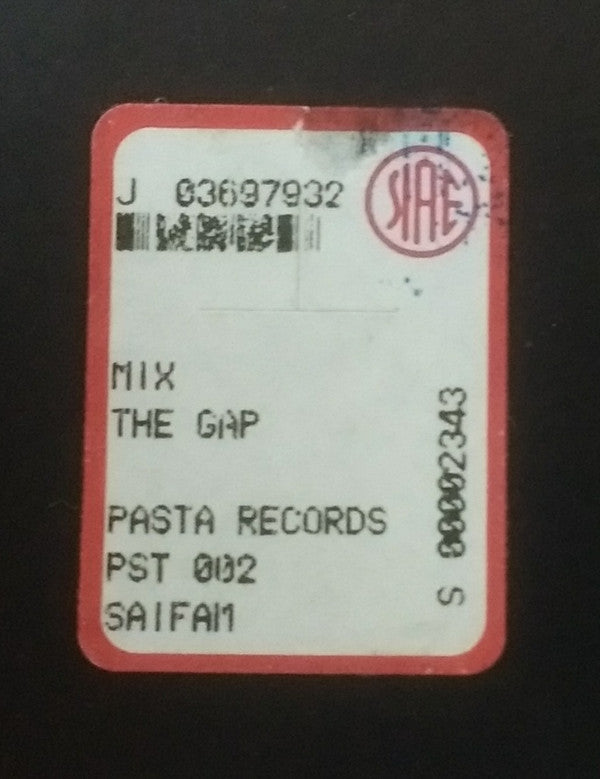 J 03697932
SIAE
MIX
THE GAP
PASTA RECORDS
PST 002
SAIFAM
S 00002343